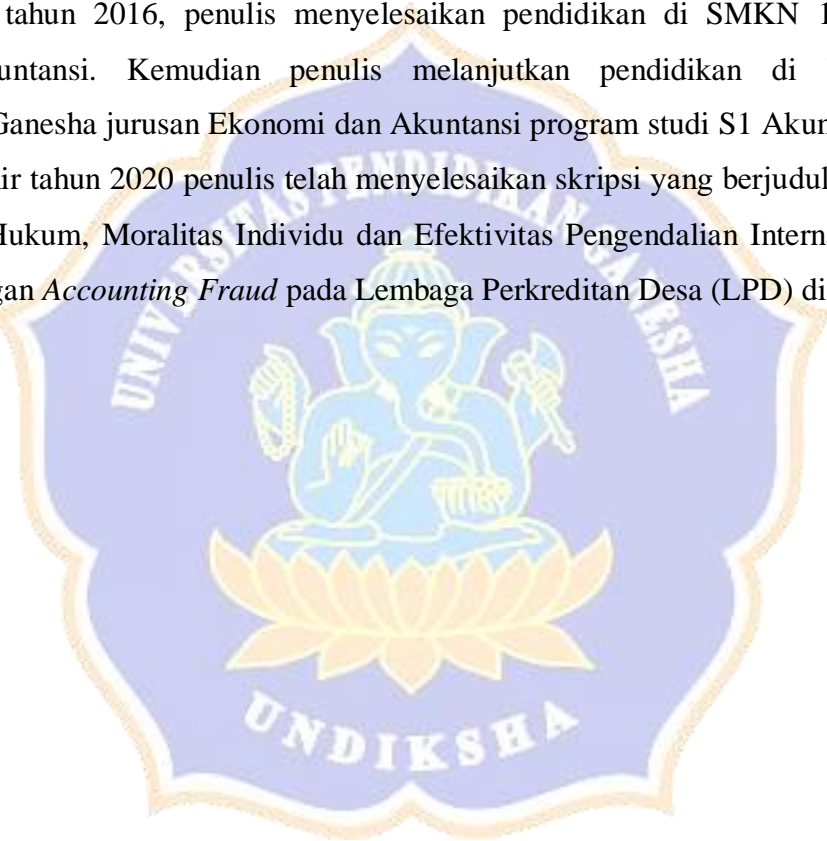 tahun 2016, penulis menyelesaikan pendidikan di SMKN 1
untansi. Kemudian penulis melanjutkan pendidikan di
Ganesha jurusan Ekonomi dan Akuntansi program studi S1 Akun
ir tahun 2020 penulis telah menyelesaikan skripsi yang berjudul
Hukum, Moralitas Individu dan Efektivitas Pengendalian Intern
gan Accounting Fraud pada Lembaga Perkreditan Desa (LPD) di
UNIVERSITAS PENDIDIKAN GANESHA
UNDIKSHA